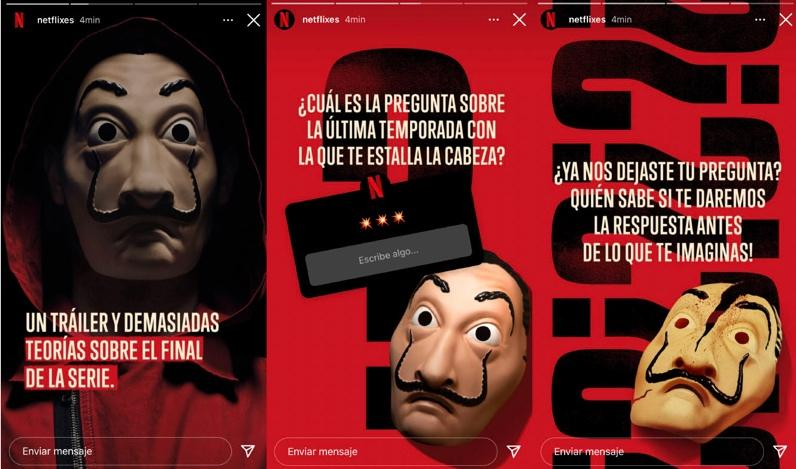 netflixes 4min
UN TRÁILER Y DEMASIADAS
TEORÍAS SOBRE EL FINAL
DE LA SERIE.
Enviar mensaje
netflixes 4min
¿CUÁL ES LA PREGUNTA SOBRE
LA ÚLTIMA TEMPORADA CON
LA QUE TE ESTALLA LA CABEZA?
N
Escribe algo...
Enviar mensaje
netflixes 4min
¿YA NOS DEJASTE TU PREGUNTA?
QUIÉN SABE SI TE DAREMOS
LA RESPUESTA ANTES
DE LO QUE TE IMAGINAS!
Enviar mensaje